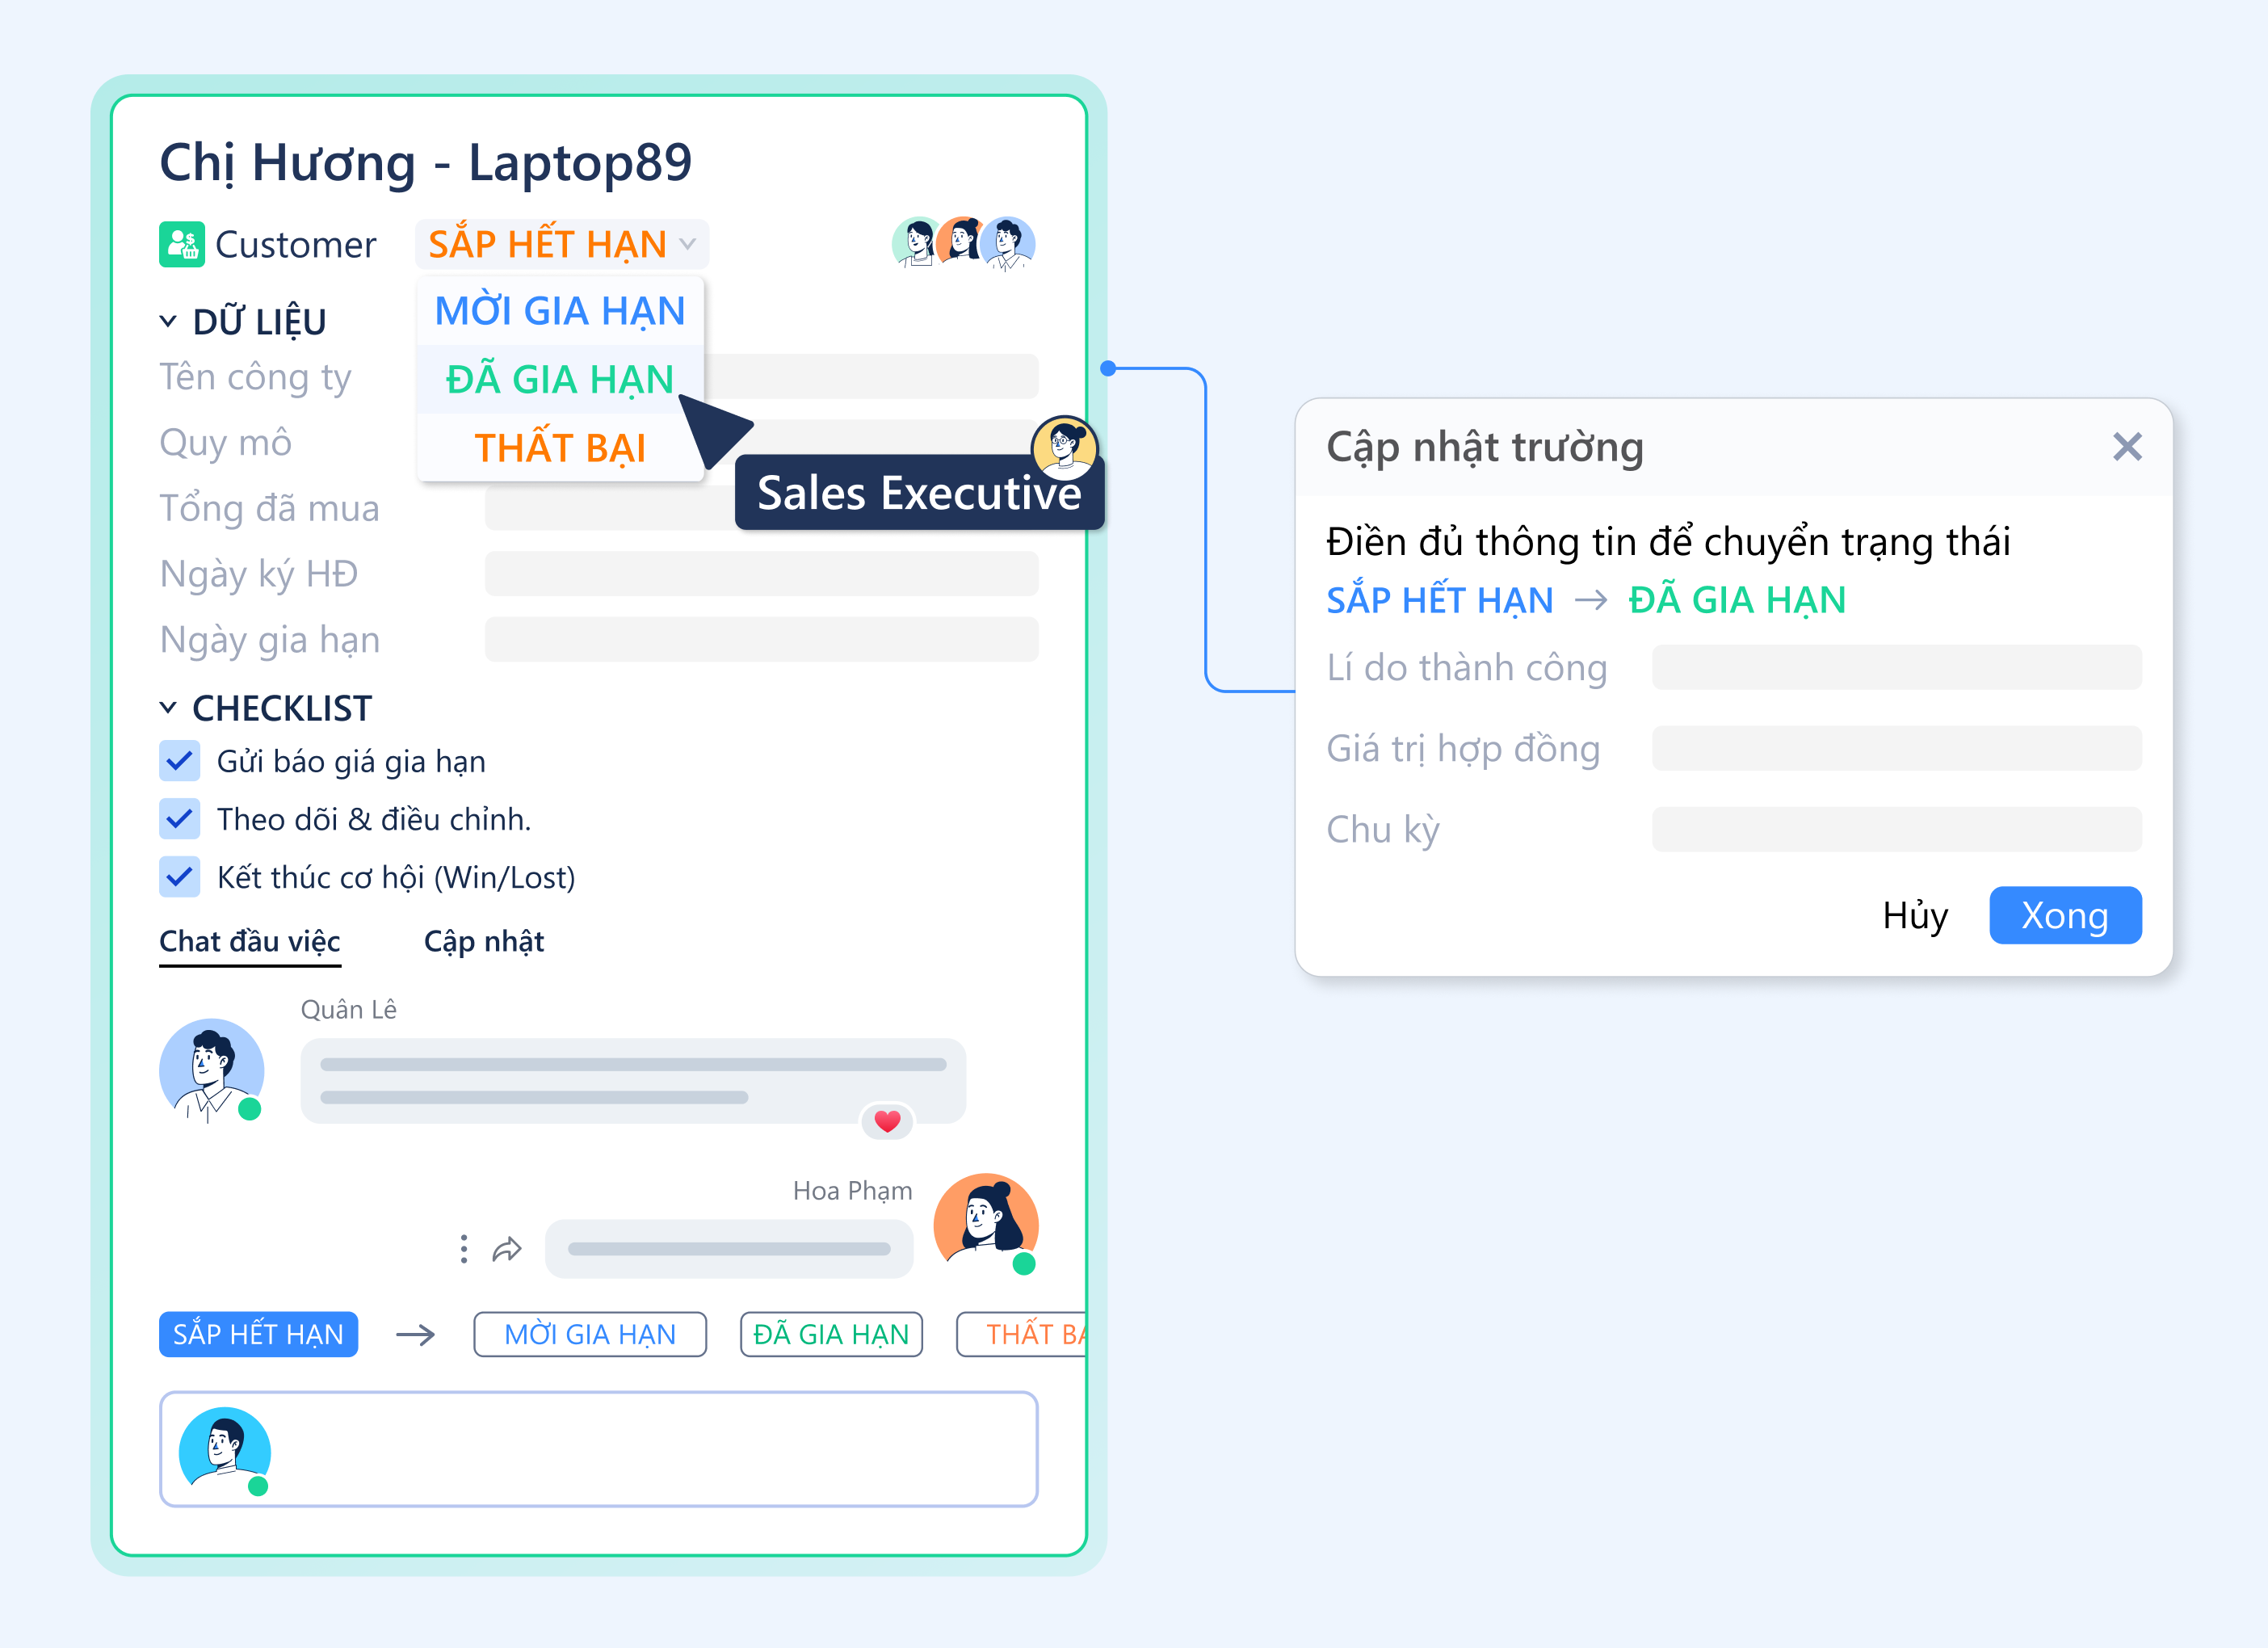 Chị Hương - Laptop89
Customer
SẮP HẾT HẠN
MỜI GIA HẠN
ĐÃ GIA HẠN
THẤT BẠI
Sales Executive
DỮ LIỆU
Tên công ty
Quy mô
Tổng đã mua
Ngày ký HĐ
Ngày gia hạn
CHECKLIST
Gửi báo giá gia hạn
Theo dõi & điều chỉnh.
Kết thúc cơ hội (Win/Lost)
Chat đầu việc Cập nhật
Quân Lê
Hoa Phạm
SẮP HẾT HẠN → MỜI GIA HẠN ĐÃ GIA HẠN THẤT BẠ
Cập nhật trường
Điền đủ thông tin để chuyển trạng thái
SẮP HẾT HẠN → ĐÃ GIA HẠN
Lí do thành công
Giá trị hợp đồng
Chu kỳ
Hủy Xong